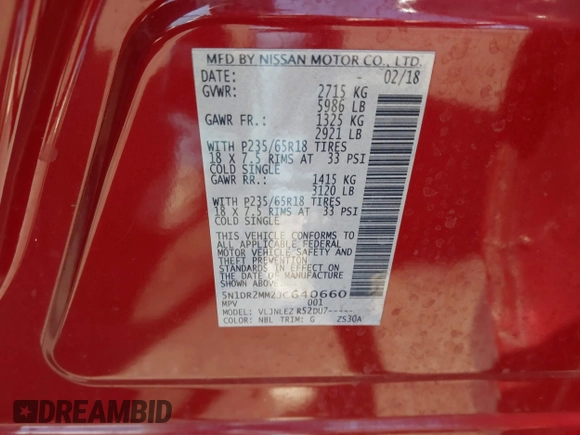 MFD BY NISSAN MOTOR CO., LTD.
DATE: - 02/18
GVWR: 2715 KG
5986 LB
GAWR FR.: 1325 KG
2921 LB
WITH P235/65R18 TIRES
18 X 7.5 RIMS AT 33 PSI
COLD SINGLE
GAWR RR.: 1415 KG
3120 LB
WITH P235/65R18 TIRES
18 X 7.5 RIMS AT 33 PSI
COLD SINGLE
THIS VEHICLE CONFORMS TO
ALL APPLICABLE FEDERAL
MOTOR VEHICLE SAFETY AND
THEFT PREVENTION
STANDARDS IN EFFECT ON
THE DATE OF MANUFACTURE
SHOWN ABOVE.
5N1DR2MM2JC640660
MPV 001
MODEL: VLJNLEZ R52DU7-----
COLOR: NBL TRIM: G ZS30A
DREAMBID